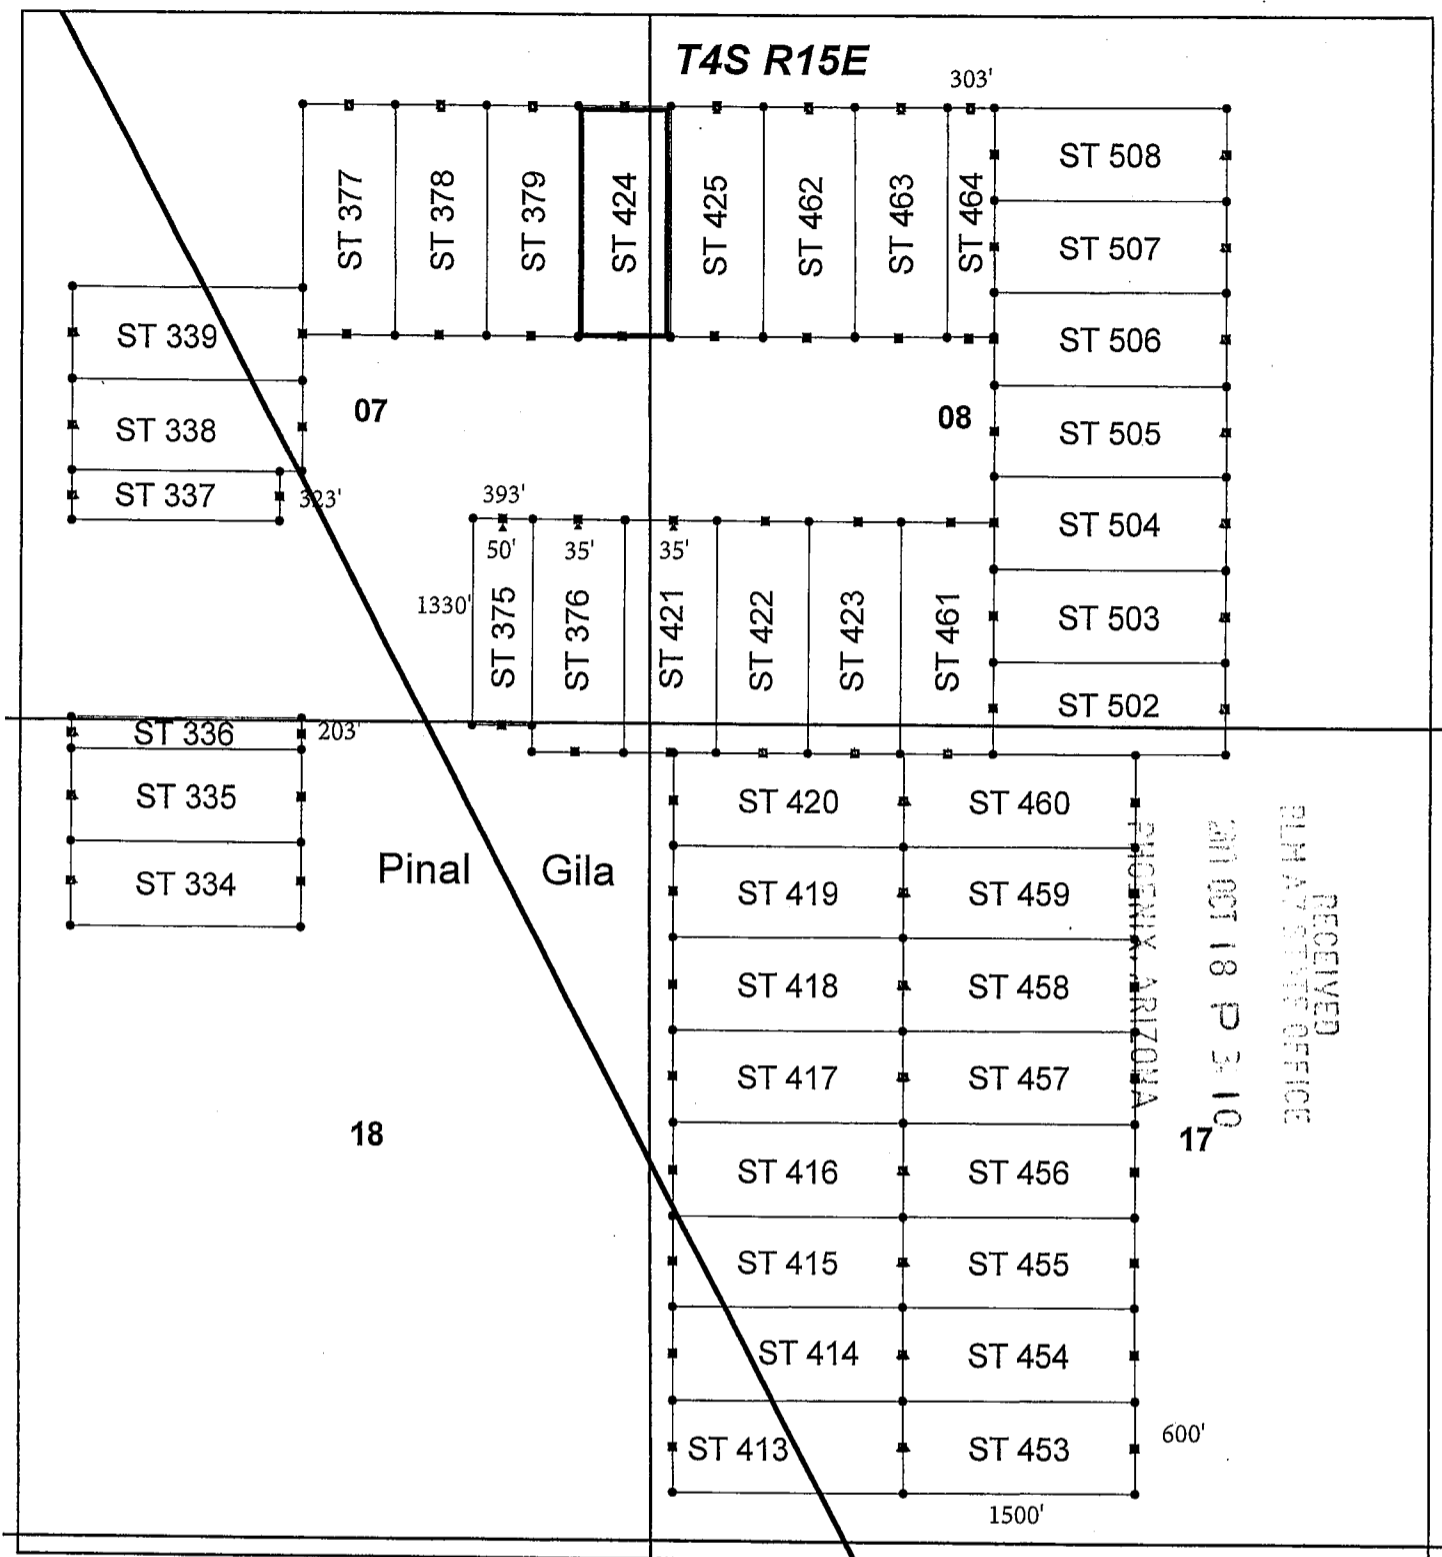 T4S R15E
303'
ST 377
ST 378
ST 379
ST 424
ST 425
ST 462
ST 463
ST 464
ST 508
ST 507
ST 506
ST 505
ST 504
ST 503
ST 502
ST 339
ST 338
ST 337
323'
07
08
393'
50'
35'
35'
1330'
ST 375
ST 376
ST 421
ST 422
ST 423
ST 461
ST 336
203'
ST 335
ST 334
Pinal
Gila
ST 420
ST 460
ST 419
ST 459
ST 418
ST 458
ST 417
ST 457
ST 416
ST 456
ST 415
ST 455
ST 414
ST 454
ST 413
ST 453
18
17
600'
1500'
RECEIVED
BLM AZ STATE OFFICE
OCT 18 P 3:10
PHOENIX, ARIZONA